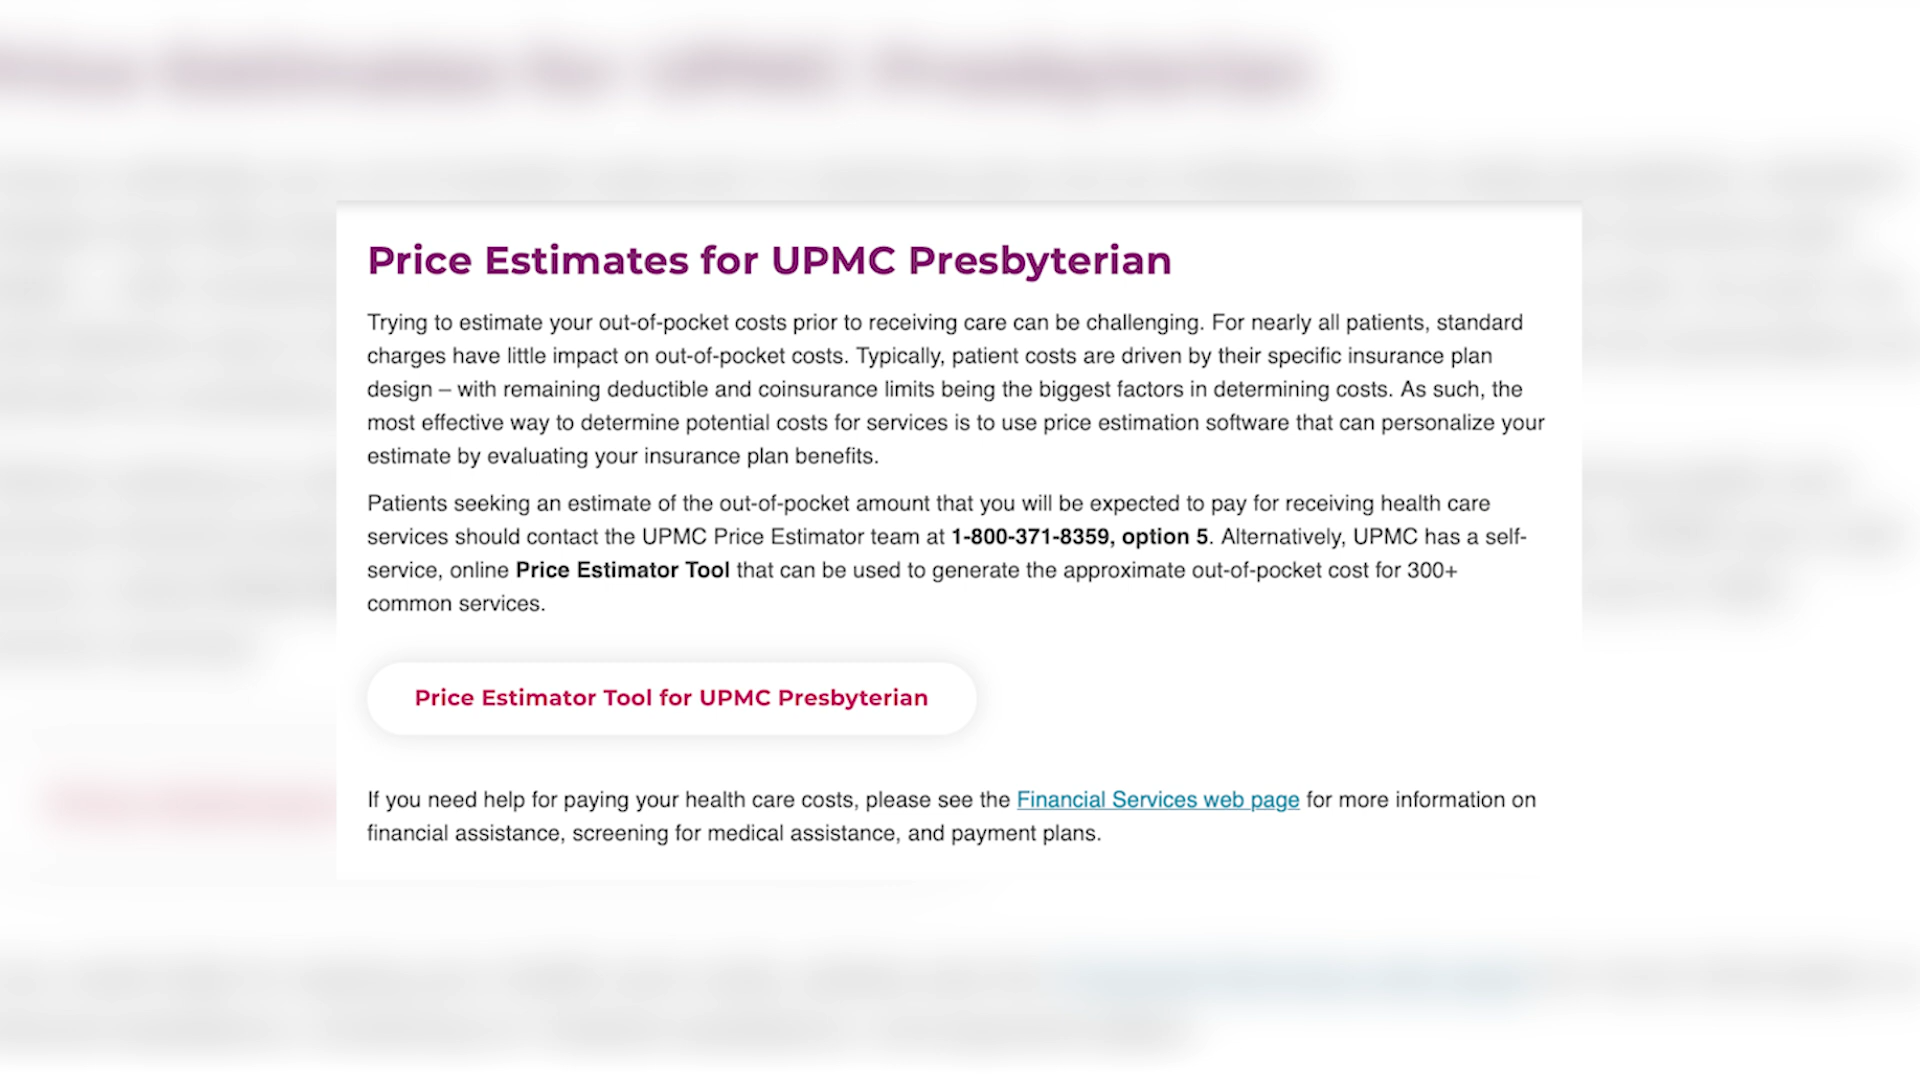 Price Estimates for UPMC Presbyterian
Trying to estimate your out-of-pocket costs prior to receiving care can be challenging. For nearly all patients, standard
charges have little impact on out-of-pocket costs. Typically, patient costs are driven by their specific insurance plan
design – with remaining deductible and coinsurance limits being the biggest factors in determining costs. As such, the
most effective way to determine potential costs for services is to use price estimation software that can personalize your
estimate by evaluating your insurance plan benefits.
Patients seeking an estimate of the out-of-pocket amount that you will be expected to pay for receiving health care
services should contact the UPMC Price Estimator team at 1-800-371-8359, option 5. Alternatively, UPMC has a self-
service, online Price Estimator Tool that can be used to generate the approximate out-of-pocket cost for 300+
common services.
Price Estimator Tool for UPMC Presbyterian
If you need help for paying your health care costs, please see the Financial Services web page for more information on
financial assistance, screening for medical assistance, and payment plans.